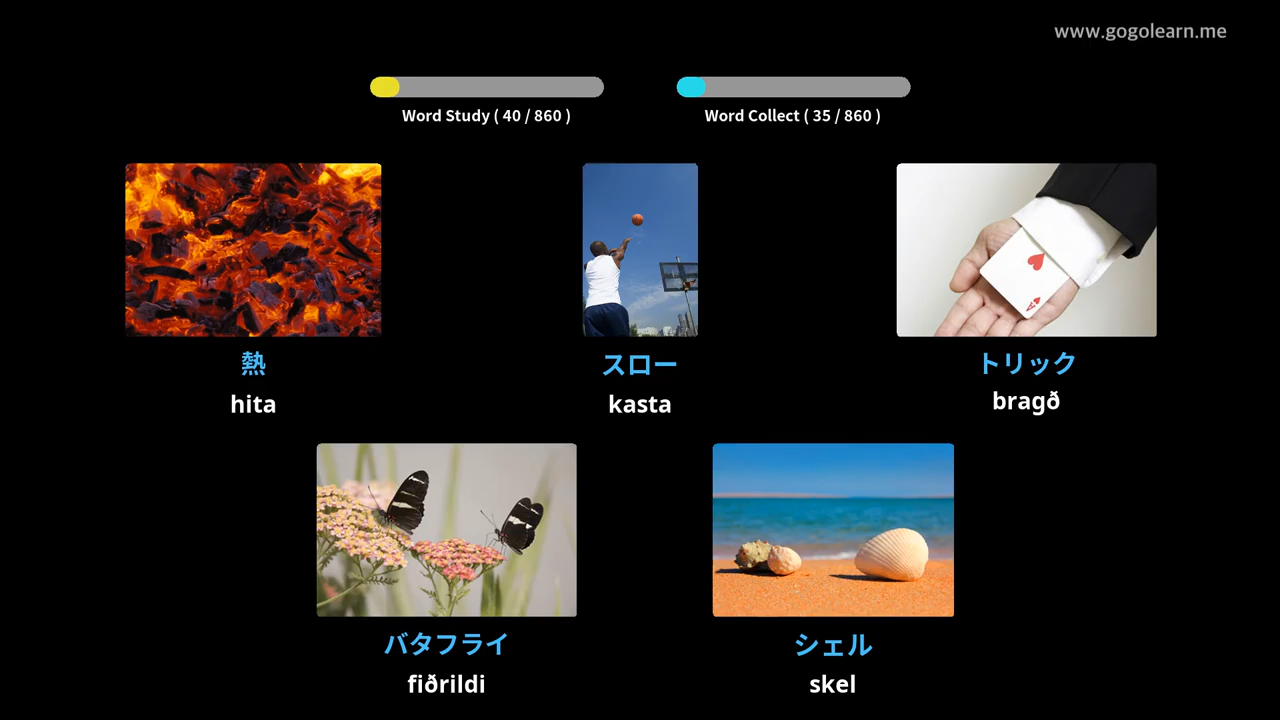 www.gogolearn.me
Word Study ( 40 / 860 )
Word Collect ( 35 / 860 )
熱
hita
スロー
kasta
トリック
bragð
バタフライ
fiðrildi
シェル
skel